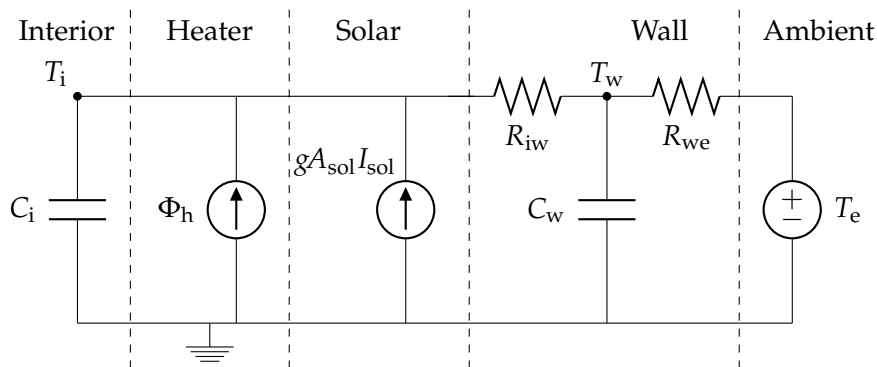 Interior Heater Solar Wall Ambient
T_i T_w
R_iw R_we
gA_sol I_sol
C_i Φ_h C_w + − T_e